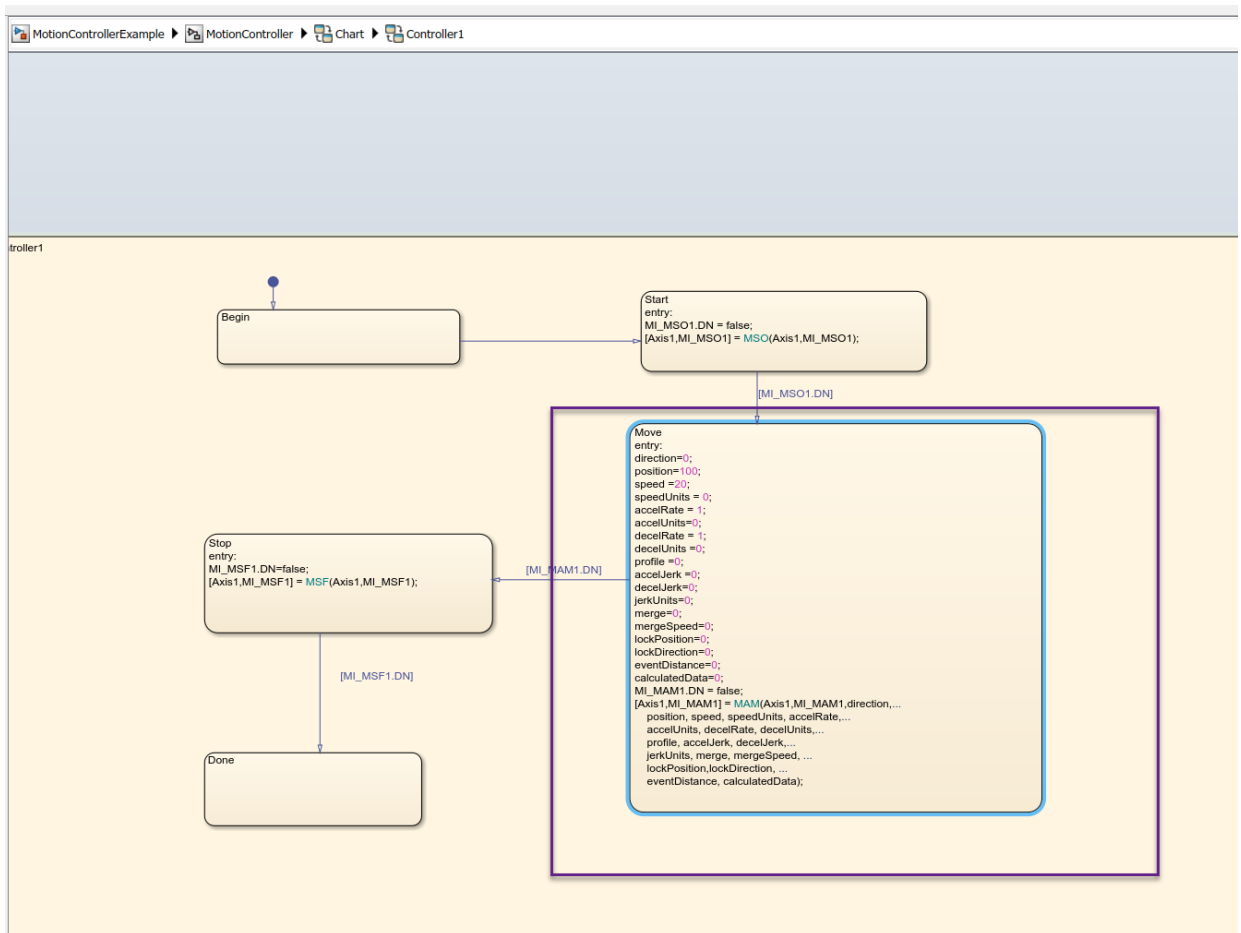 MotionControllerExample MotionController Chart Controller1
troller1
Begin
Start
entry:
MI_MSO1.DN = false;
[Axis1,MI_MSO1] = MSO(Axis1,MI_MSO1);
[MI_MSO1.DN]
Move
entry:
direction=0;
position=100;
speed =20;
speedUnits = 0;
accelRate = 1;
accelUnits=0;
decelRate = 1;
decelUnits =0;
profile =0;
accelJerk =0;
decelJerk=0;
jerkUnits=0;
merge=0;
mergeSpeed=0;
lockPosition=0;
lockDirection=0;
eventDistance=0;
calculatedData=0;
MI_MAM1.DN = false;
[Axis1,MI_MAM1] = MAM(Axis1,MI_MAM1,direction,...
position, speed, speedUnits, accelRate,...
accelUnits, decelRate, decelUnits,...
profile, accelJerk, decelJerk,...
jerkUnits, merge, mergeSpeed, ...
lockPosition,lockDirection, ...
eventDistance, calculatedData);
[MI_MAM1.DN]
Stop
entry:
MI_MSF1.DN=false;
[Axis1,MI_MSF1] = MSF(Axis1,MI_MSF1);
[MI_MSF1.DN]
Done